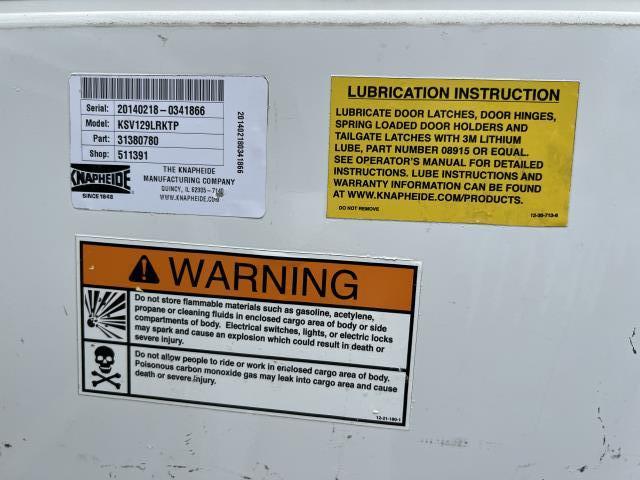 Serial: 20140218-0341866
Model: KSV129LRKTP
Part: 31380780
Shop: 511391
201402180341866
KNAPHEIDE
SINCE 1848
THE KNAPHEIDE
MANUFACTURING COMPANY
QUINCY, IL 62305-7140
WWW.KNAPHEIDE.COM
LUBRICATION INSTRUCTION
LUBRICATE DOOR LATCHES, DOOR HINGES,
SPRING LOADED DOOR HOLDERS AND
TAILGATE LATCHES WITH 3M LITHIUM
LUBE, PART NUMBER 08915 OR EQUAL.
SEE OPERATOR'S MANUAL FOR DETAILED
INSTRUCTIONS. LUBE INSTRUCTIONS AND
WARRANTY INFORMATION CAN BE FOUND
AT WWW.KNAPHEIDE.COM/PRODUCTS.
DO NOT REMOVE
WARNING
Do not store flammable materials such as gasoline, acetylene,
propane or cleaning fluids in enclosed cargo area of body or side
compartments of body. Electrical switches, lights, or electric locks
may spark and cause an explosion which could result in death or
severe injury.
Do not allow people to ride or work in enclosed cargo area of body.
Poisonous carbon monoxide gas may leak into cargo area and cause
death or severe injury.